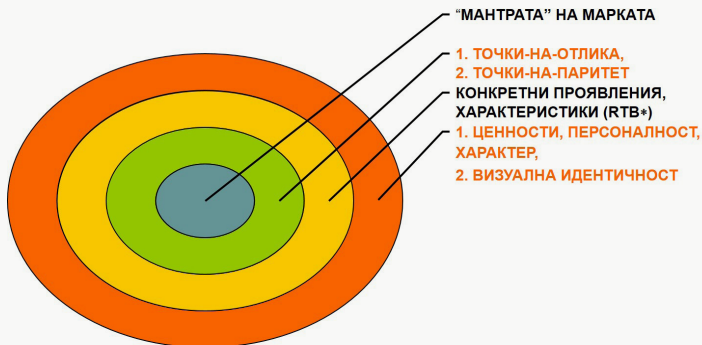 “МАНТРАТА” НА МАРКАТА
1. ТОЧКИ-НА-ОТЛИКА,
2. ТОЧКИ-НА-ПАРИТЕТ
КОНКРЕТНИ ПРОЯВЛЕНИЯ,
ХАРАКТЕРИСТИКИ (RTB*)
1. ЦЕННОСТИ, ПЕРСОНАЛНОСТ,
ХАРАКТЕР,
2. ВИЗУАЛНА ИДЕНТИЧНОСТ